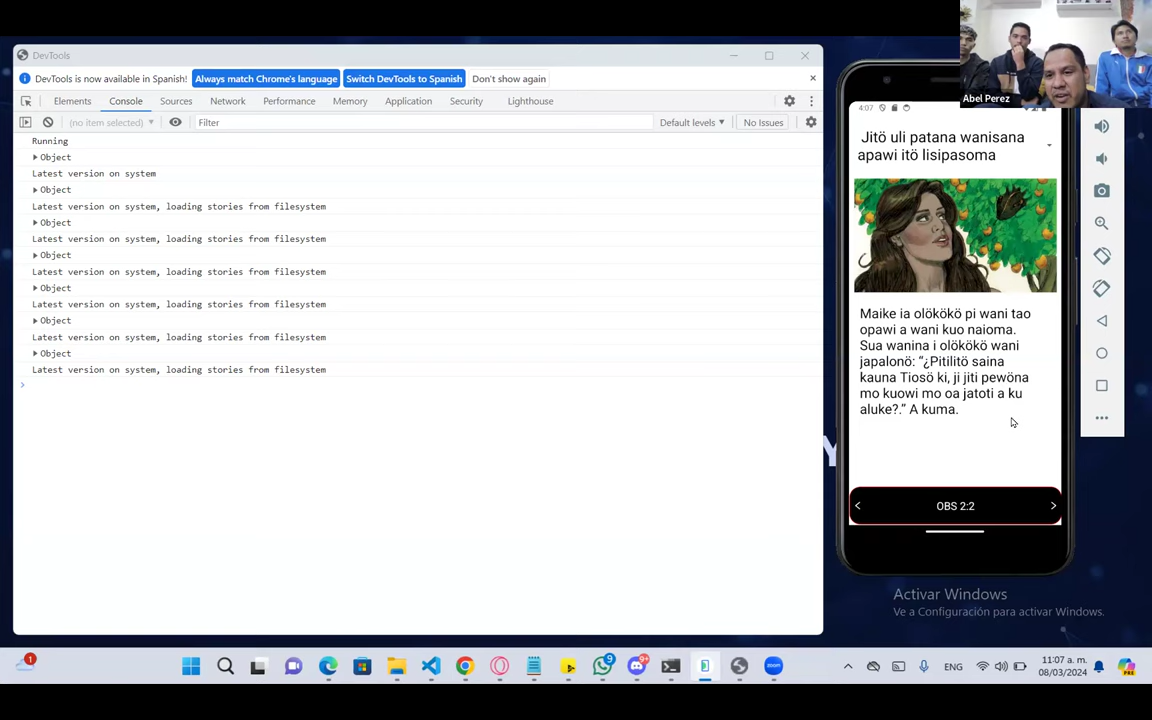 DevTools
DevTools is now available in Spanish! Always match Chrome's language Switch DevTools to Spanish Don't show again
Elements Console Sources Network Performance Memory Application Security Lighthouse
(no item selected) Filter Default levels No Issues
Running
Object
Latest version on system
Object
Latest version on system, loading stories from filesystem
Object
Latest version on system, loading stories from filesystem
Object
Latest version on system, loading stories from filesystem
Object
Latest version on system, loading stories from filesystem
Object
Latest version on system, loading stories from filesystem
Object
Latest version on system, loading stories from filesystem
Abel Perez
4:07
Jitö uli patana wanisana
apawi itö lisipasoma
Maike ia olökökö pi wani tao
opawi a wani kuo naioma.
Sua wanina i olökökö wani
japalonö: “¿Pitilitö saina
kauna Tiosö ki, ji jiti pewöna
mo kuowi mo oa jatoti a ku
aluke?.” A kuma.
OBS 2:2
Y
Activar Windows
Ve a Configuración para activar Windows.
1
9
9+
ENG
11:07 a. m.
08/03/2024
PRE